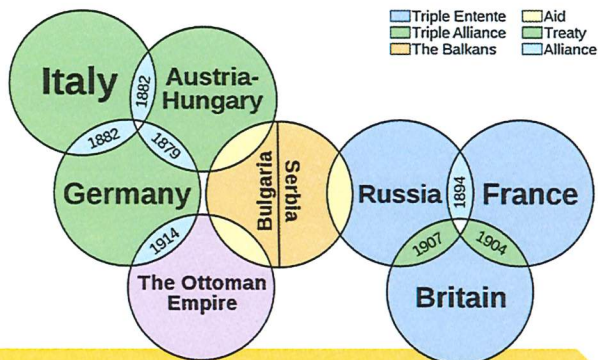 Triple Entente
Triple Alliance
The Balkans
Aid
Treaty
Alliance
Italy
1882
Austria-
Hungary
1882
1879
Germany
Bulgaria
Serbia
Russia
1894
France
1914
The Ottoman
Empire
1907
1904
Britain